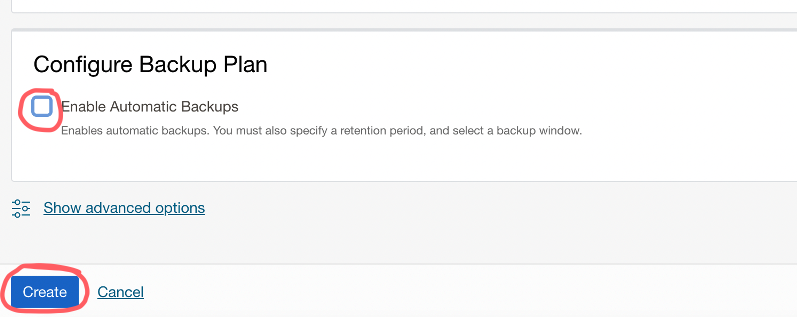 Configure Backup Plan
Enable Automatic Backups
Enables automatic backups. You must also specify a retention period, and select a backup window.
Show advanced options
Create Cancel